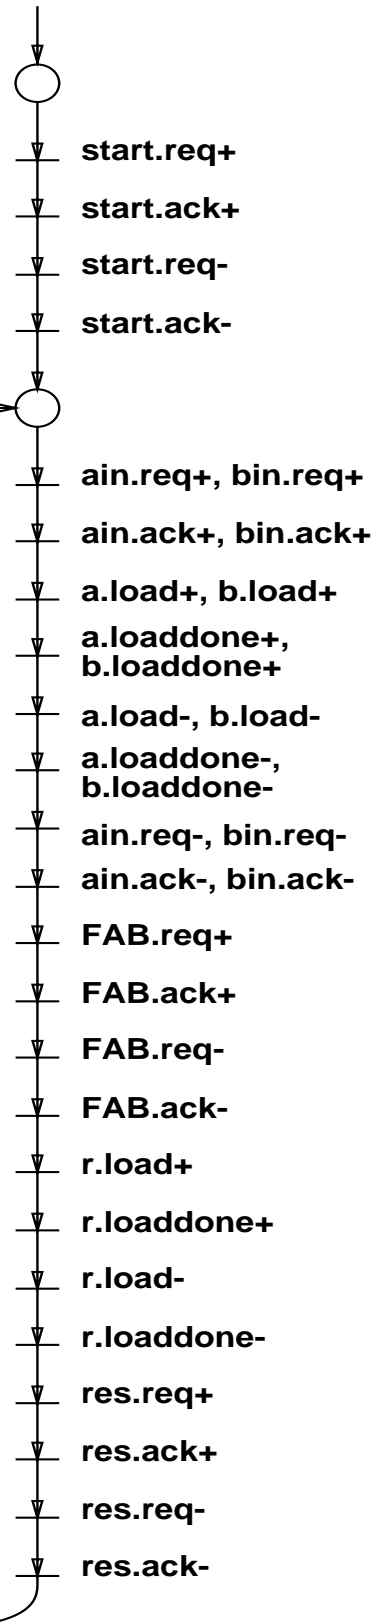 start.req+
start.ack+
start.req-
start.ack-
ain.req+, bin.req+
ain.ack+, bin.ack+
a.load+, b.load+
a.loaddone+,
b.loaddone+
a.load-, b.load-
a.loaddone-,
b.loaddone-
ain.req-, bin.req-
ain.ack-, bin.ack-
FAB.req+
FAB.ack+
FAB.req-
FAB.ack-
r.load+
r.loaddone+
r.load-
r.loaddone-
res.req+
res.ack+
res.req-
res.ack-